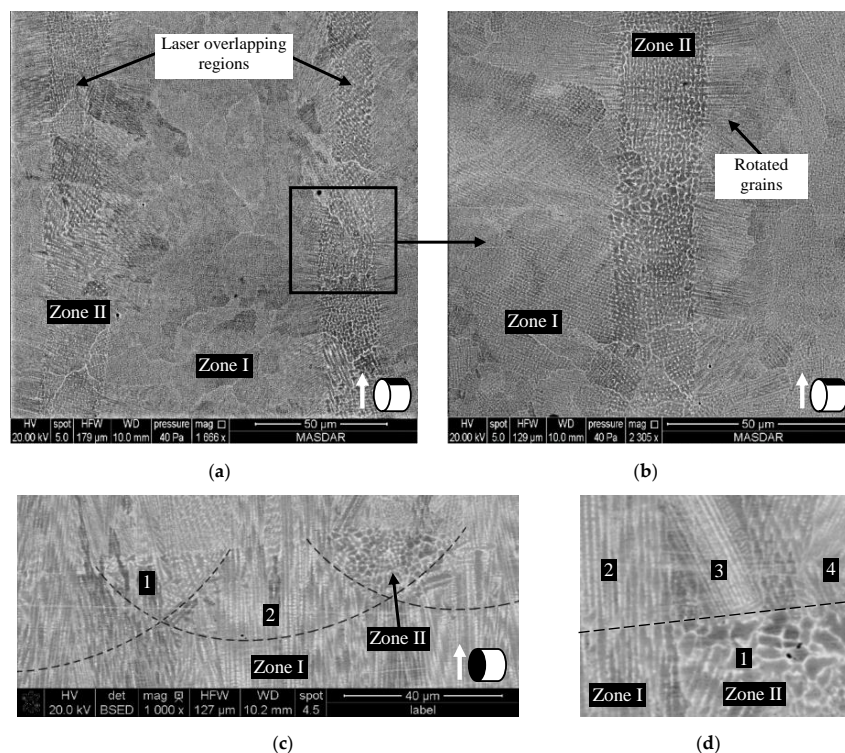 Laser overlapping
regions
Zone II
Zone I
HV spot HFW WD pressure mag □ 50 µm
20.00 kV 5.0 179 µm 10.0 mm 40 Pa 1 666 x MASDAR
(a)
Zone II
Rotated
grains
Zone I
HV spot HFW WD pressure mag □ 50 µm
20.00 kV 5.0 129 µm 10.0 mm 40 Pa 2 305 x MASDAR
(b)
1
2
Zone II
Zone I
HV det mag HFW WD spot 40 µm
20.0 kV BSED 1 000 x 127 µm 10.2 mm 4.5 label
(c)
2 3 4
1
Zone I Zone II
(d)